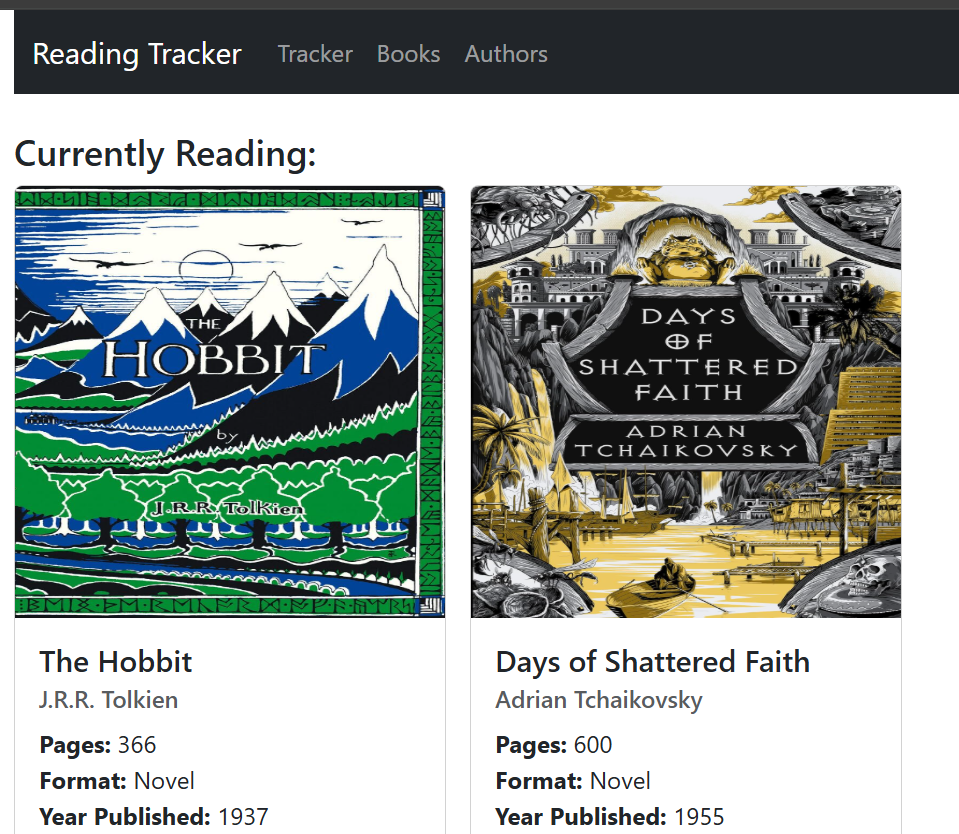 Reading Tracker Tracker Books Authors
Currently Reading:
THE
HOBBIT
by
J.R.R. Tolkien
DAYS
OF
SHATTERED
FAITH
ADRIAN
TCHAIKOVSKY
The Hobbit
J.R.R. Tolkien
Pages: 366
Format: Novel
Year Published: 1937
Days of Shattered Faith
Adrian Tchaikovsky
Pages: 600
Format: Novel
Year Published: 1955